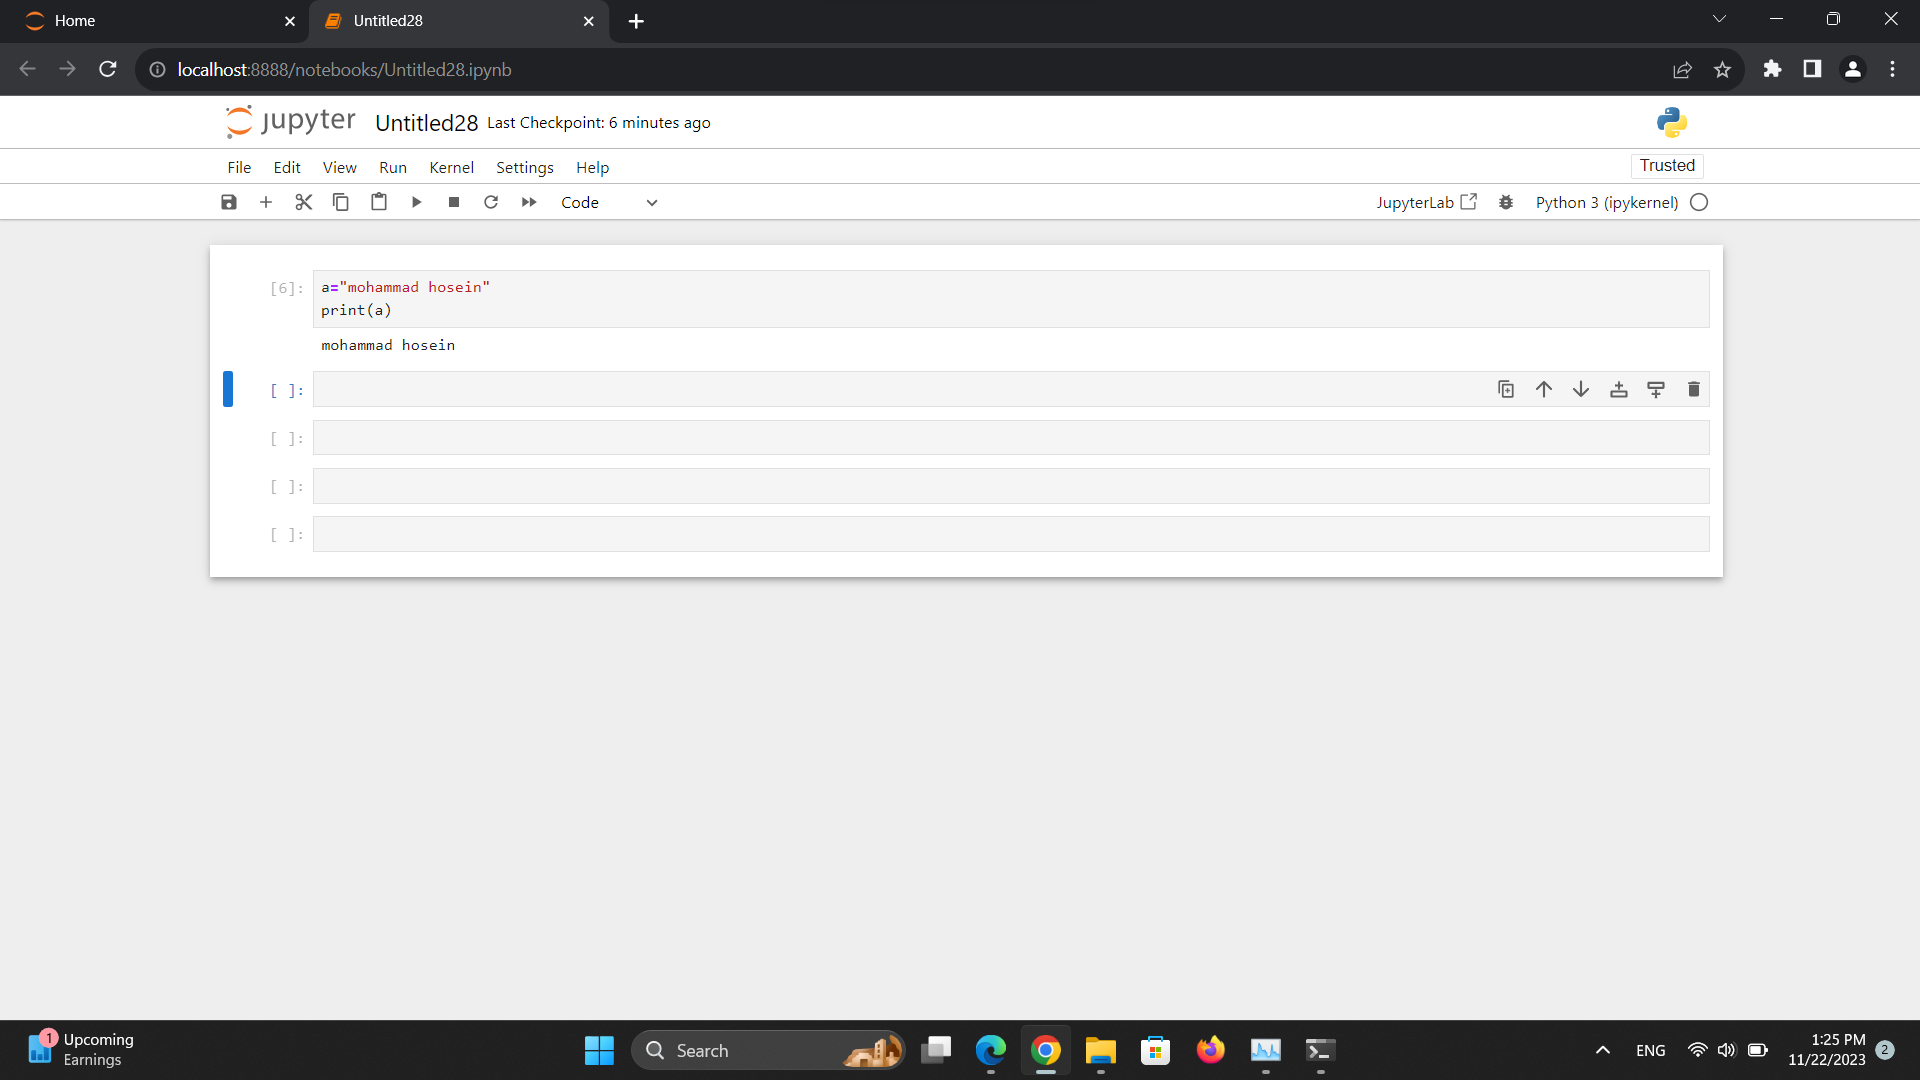 Home
Untitled28
localhost:8888/notebooks/Untitled28.ipynb
jupyter Untitled28 Last Checkpoint: 6 minutes ago
File Edit View Run Kernel Settings Help
Trusted
Code
JupyterLab
Python 3 (ipykernel)
[6]: a="mohammad hosein"
print(a)
mohammad hosein
[ ]:
[ ]:
[ ]:
[ ]:
1
Upcoming
Earnings
Search
ENG
1:25 PM
11/22/2023
2